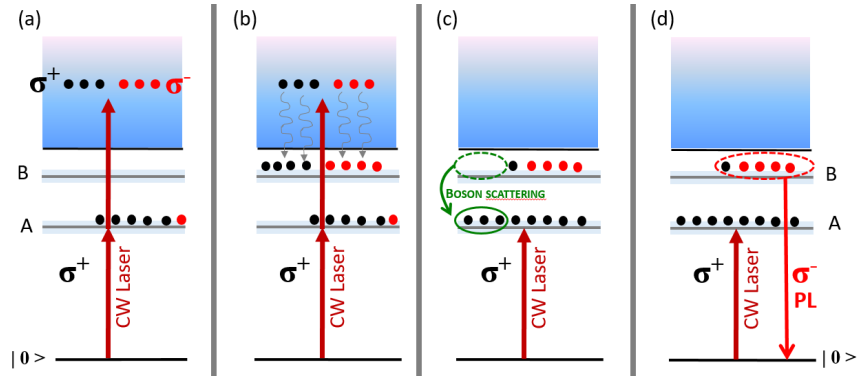 (a)
(b)
(c)
(d)
σ⁺
σ⁻
B
A
σ⁺
CW Laser
| 0 >
σ⁺
CW Laser
BOSON SCATTERING
σ⁺
CW Laser
B
A
σ⁺
CW Laser
σ⁻
PL
| 0 >